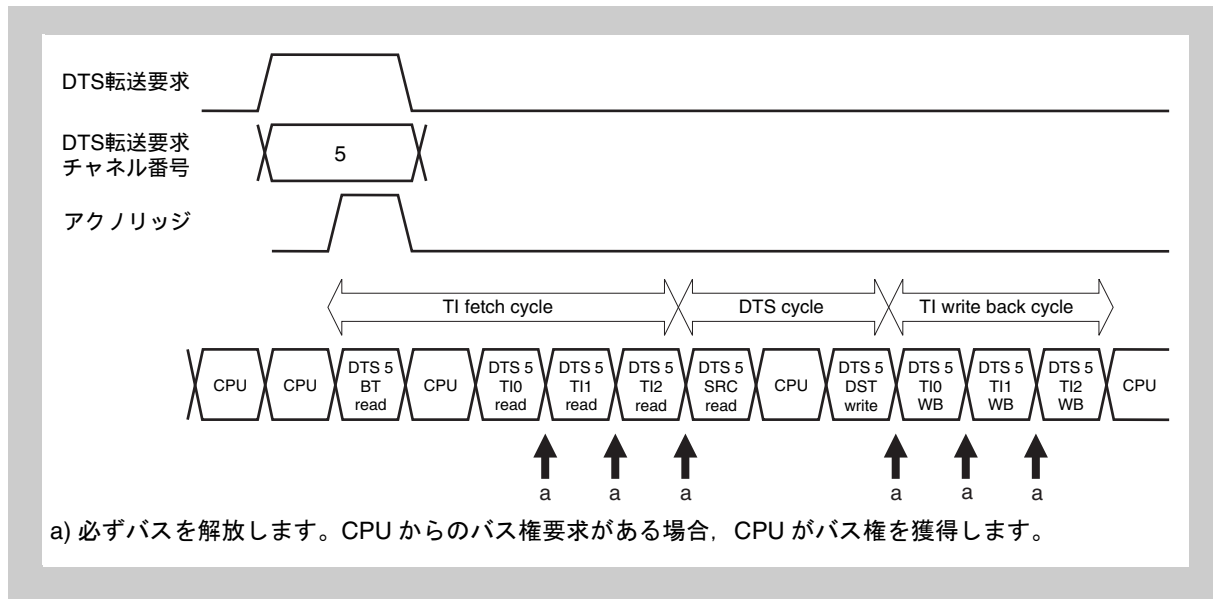 DTS転送要求
DTS転送要求
チャネル番号
5
アクノリッジ
TI fetch cycle
DTS cycle
TI write back cycle
CPU
CPU
DTS 5
BT
read
CPU
DTS 5
TI0
read
DTS 5
TI1
read
DTS 5
TI2
read
DTS 5
SRC
read
CPU
DTS 5
DST
write
DTS 5
TI0
WB
DTS 5
TI1
WB
DTS 5
TI2
WB
CPU
a
a
a
a
a
a
a) 必ずバスを解放します。CPU からのバス権要求がある場合，CPU がバス権を獲得します。